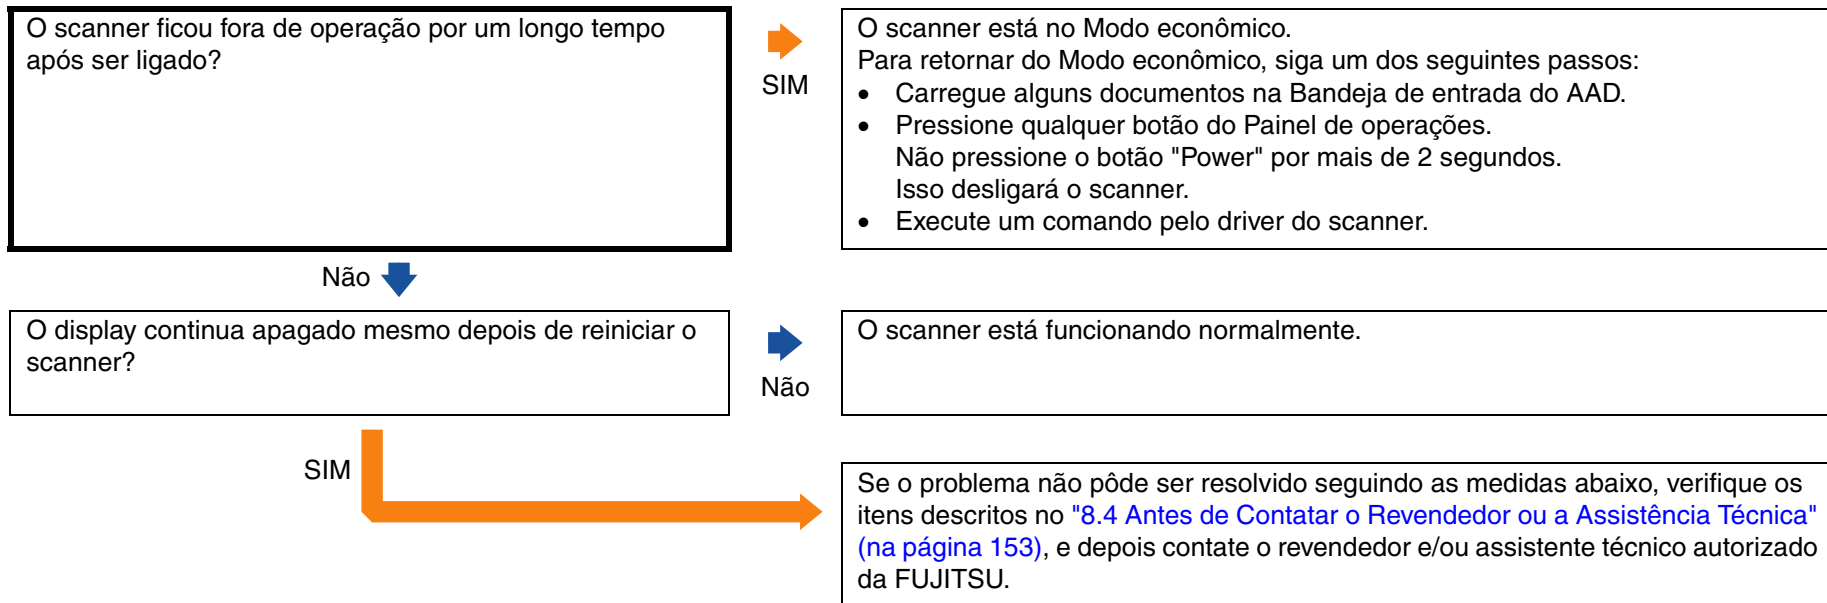 O scanner ficou fora de operação por um longo tempo
após ser ligado?
SIM
O scanner está no Modo econômico.
Para retornar do Modo econômico, siga um dos seguintes passos:
• Carregue alguns documentos na Bandeja de entrada do AAD.
• Pressione qualquer botão do Painel de operações.
Não pressione o botão "Power" por mais de 2 segundos.
Isso desligará o scanner.
• Execute um comando pelo driver do scanner.
Não
O display continua apagado mesmo depois de reiniciar o
scanner?
Não
O scanner está funcionando normalmente.
SIM
Se o problema não pôde ser resolvido seguindo as medidas abaixo, verifique os
itens descritos no "8.4 Antes de Contatar o Revendedor ou a Assistência Técnica"
(na página 153), e depois contate o revendedor e/ou assistente técnico autorizado
da FUJITSU.